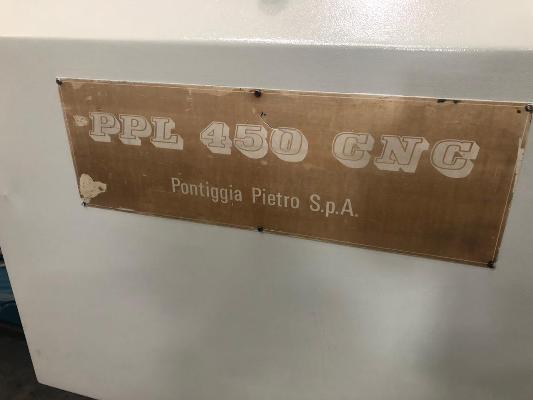 PPL 450 CNC
Pontiggia Pietro S.p.A.